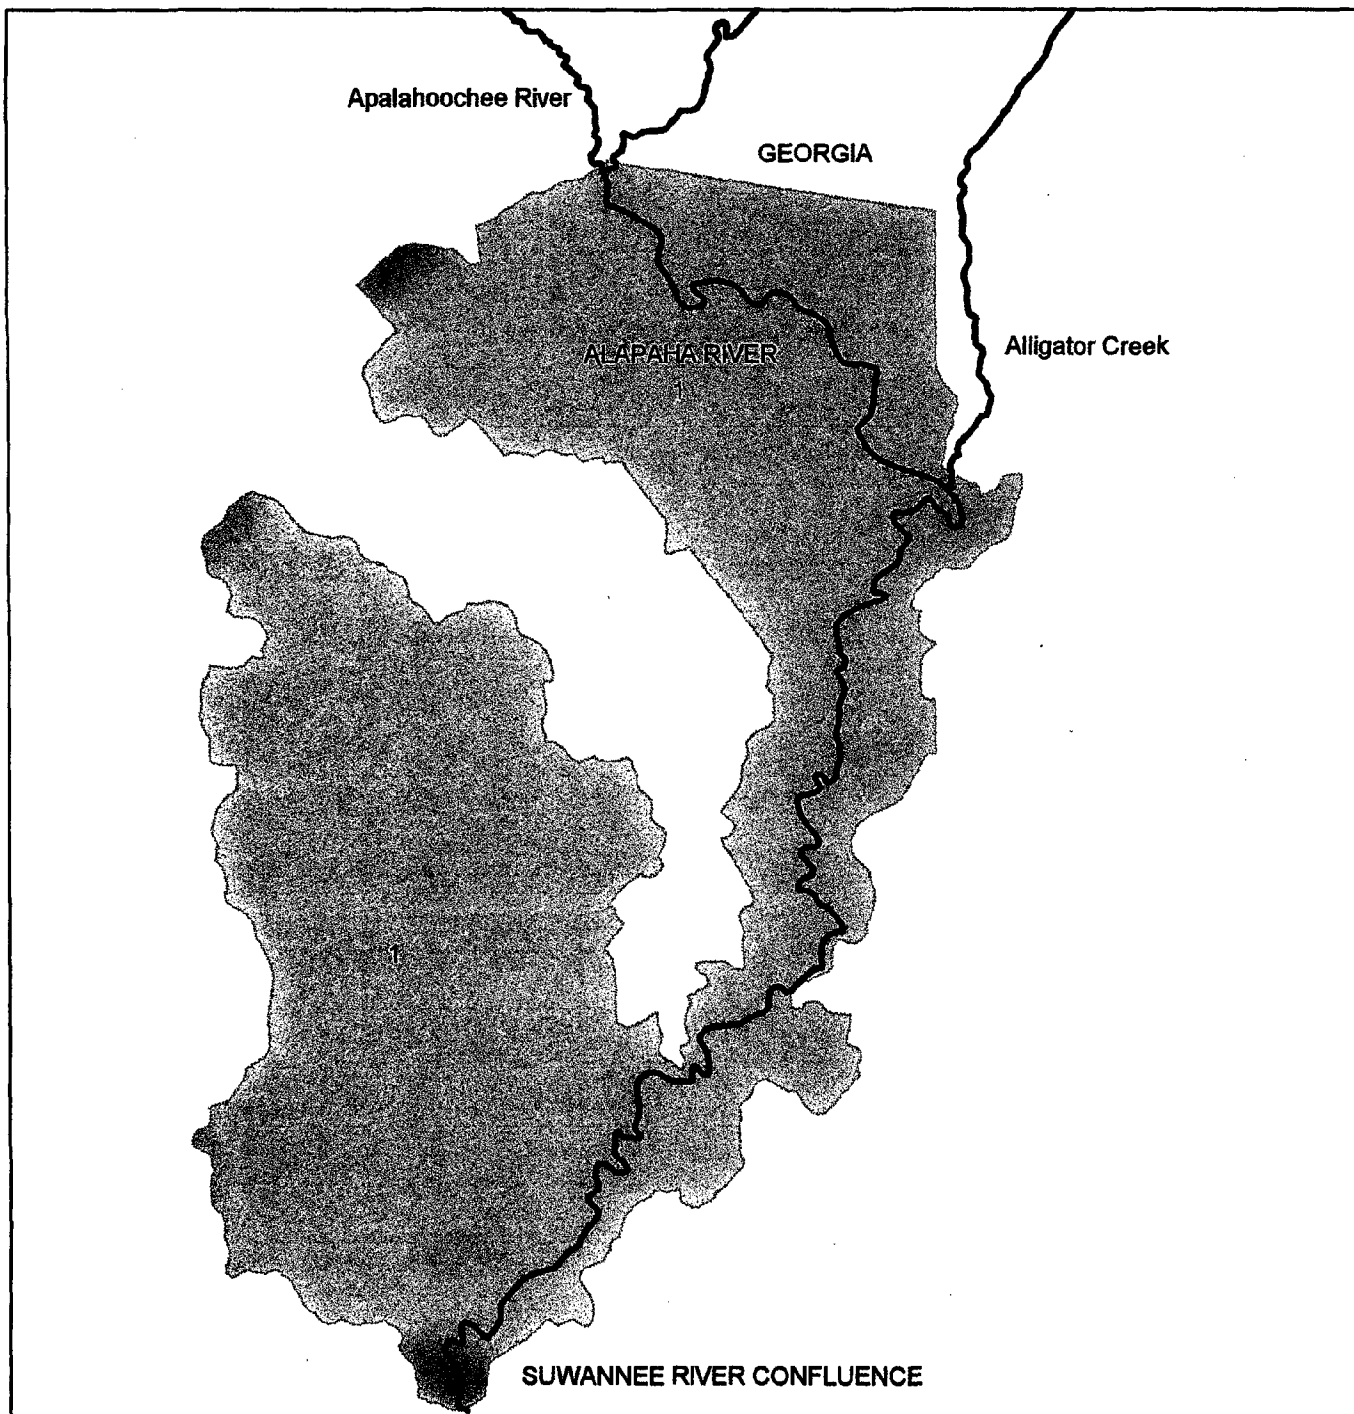 Apalahoochee River
GEORGIA
Alligator Creek
ALAPAHA RIVER
1
1
SUWANNEE RIVER CONFLUENCE